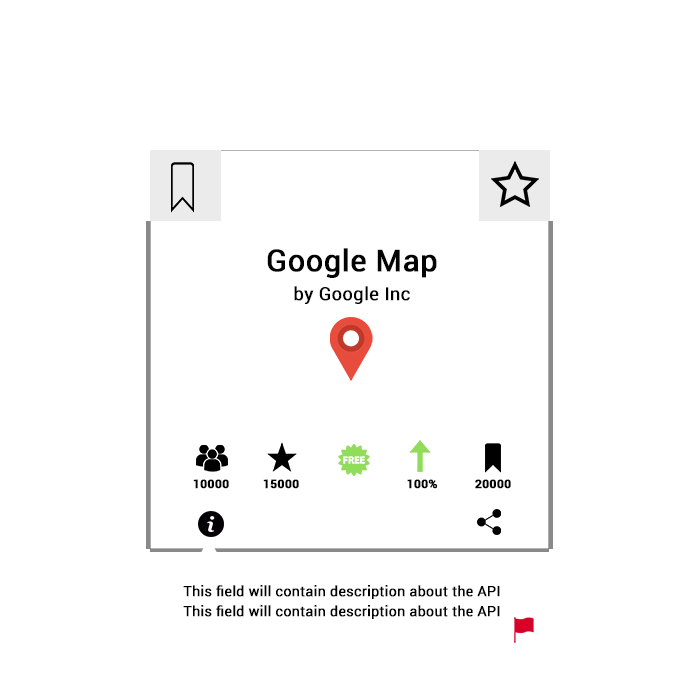 Google Map
by Google Inc
FREE
10000 15000 100% 20000
i
This field will contain description about the API
This field will contain description about the API